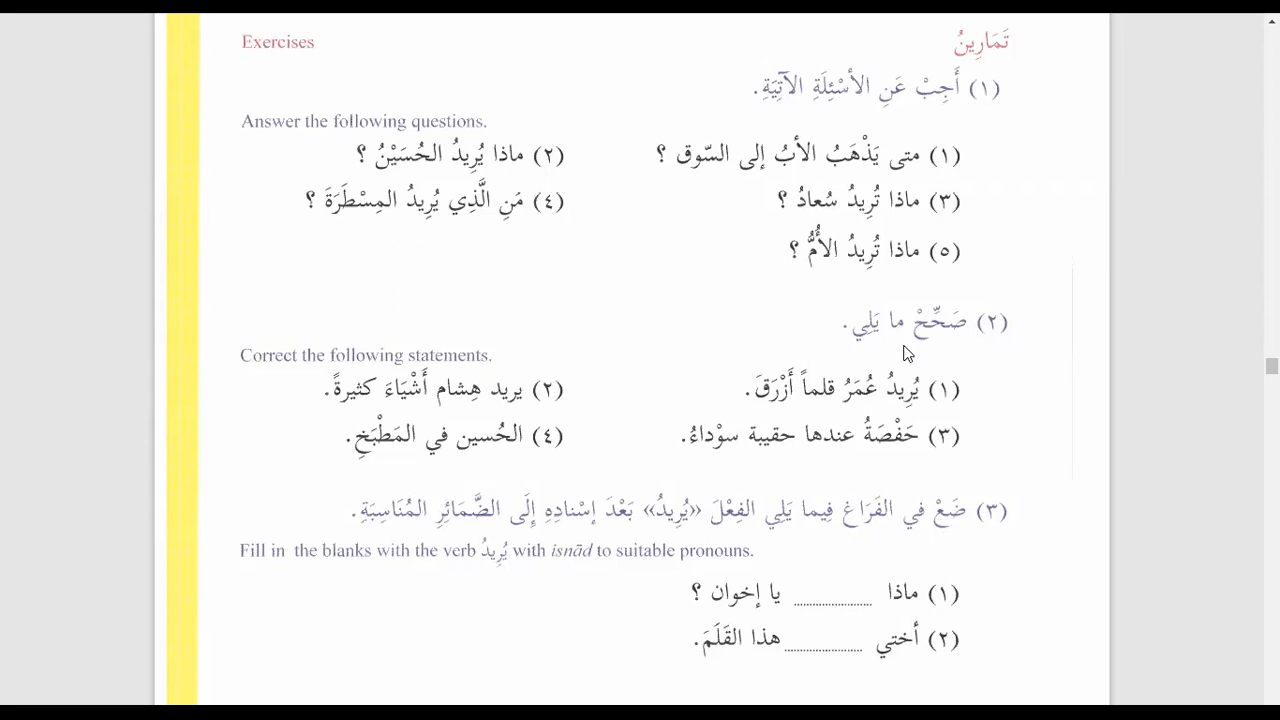 Exercises تَمَارِينُ
(١) أَجِبْ عَنِ الأسْئِلَةِ الآتِيَةِ.
Answer the following questions.
(١) متى يَذْهَبُ الأبُ إلى السّوق ؟ (٢) ماذا يُرِيدُ الحُسَيْنُ ؟
(٣) ماذا تُرِيدُ سُعادُ ؟ (٤) مَنِ الَّذِي يُرِيدُ المِسْطَرَةَ ؟
(٥) ماذا تُرِيدُ الأُمُّ ؟
(٢) صَحِّحْ ما يَلِي.
Correct the following statements.
(١) يُرِيدُ عُمَرُ قلماً أَزْرَقَ. (٢) يريد هِشام أَشْيَاءَ كثيرةً.
(٣) حَفْصَةُ عندها حقيبة سوْداءُ. (٤) الحُسين في المَطْبَخِ.
(٣) ضَعْ في الفَرَاغِ فِيما يَلِي الفِعْلَ «يُرِيدُ» بَعْدَ إسْنادِهِ إِلَى الضَّمَائِرِ المُنَاسِبَةِ.
Fill in the blanks with the verb يُرِيدُ with isnād to suitable pronouns.
(١) ماذا .................... يا إخوان ؟
(٢) أختي .................... هذا القَلَمَ.